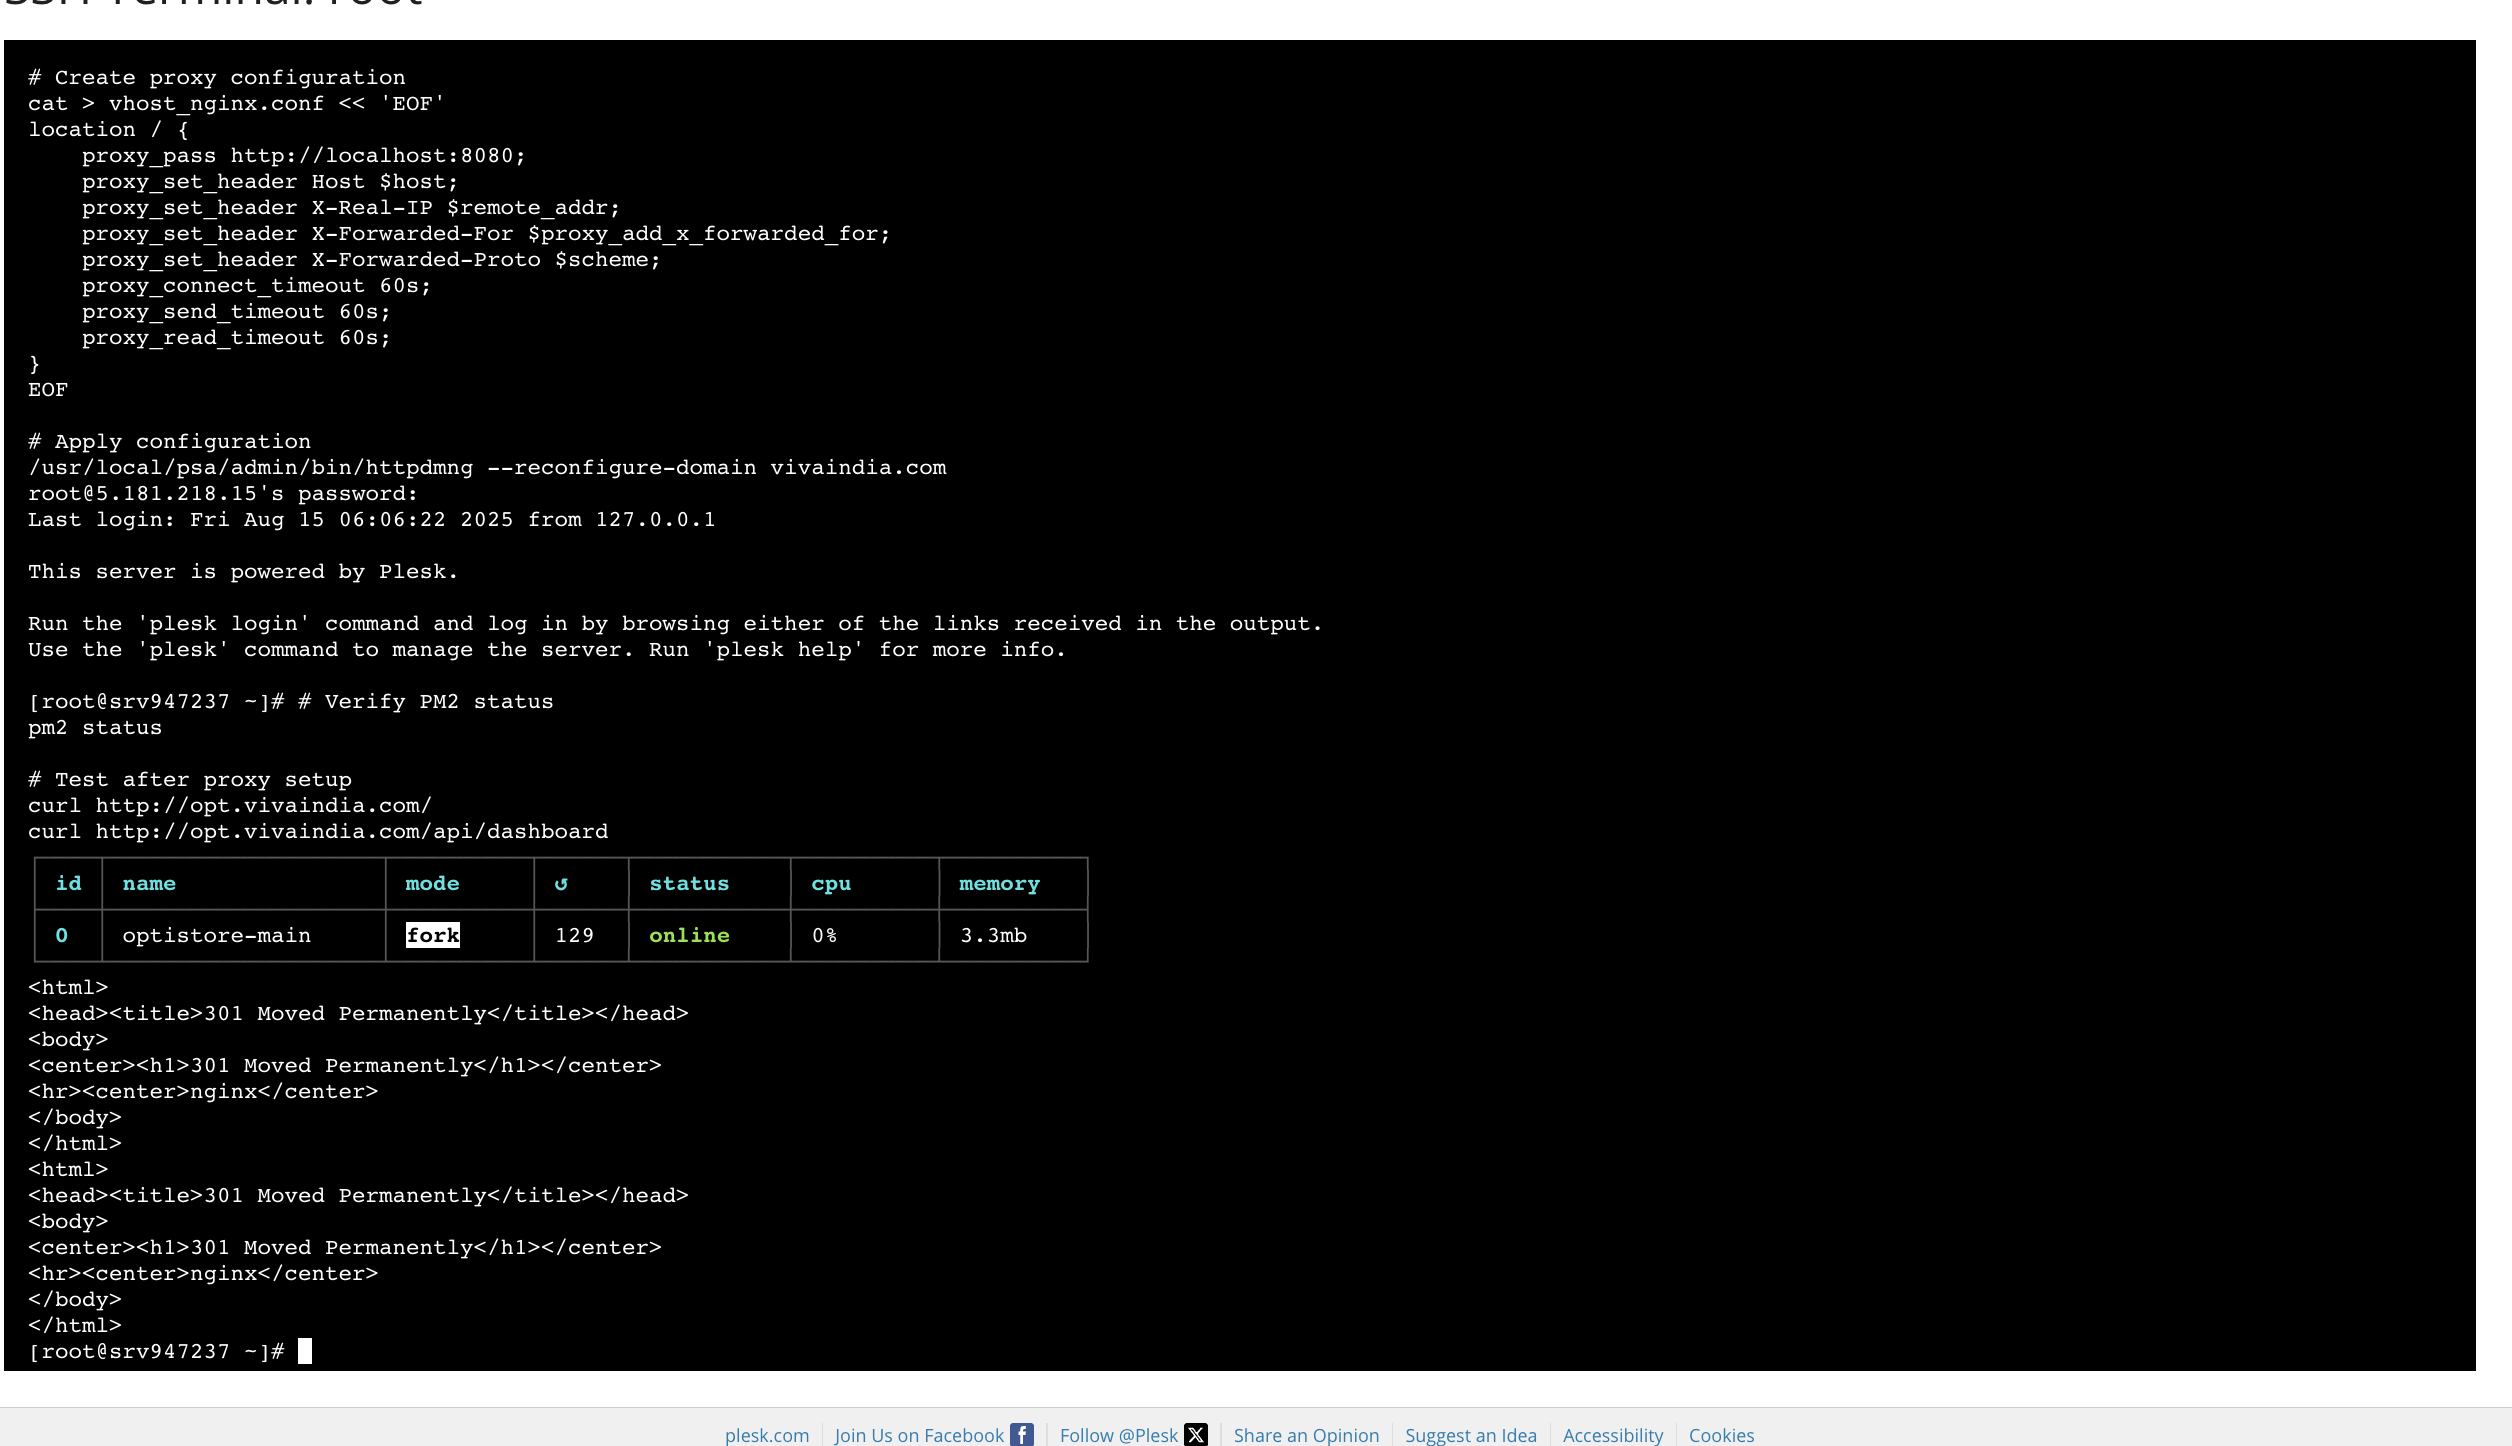 SSH Terminal: root
# Create proxy configuration
cat > vhost_nginx.conf << 'EOF'
location / {
    proxy_pass http://localhost:8080;
    proxy_set_header Host $host;
    proxy_set_header X-Real-IP $remote_addr;
    proxy_set_header X-Forwarded-For $proxy_add_x_forwarded_for;
    proxy_set_header X-Forwarded-Proto $scheme;
    proxy_connect_timeout 60s;
    proxy_send_timeout 60s;
    proxy_read_timeout 60s;
}
EOF
# Apply configuration
/usr/local/psa/admin/bin/httpdmng --reconfigure-domain vivaindia.com
root@5.181.218.15's password:
Last login: Fri Aug 15 06:06:22 2025 from 127.0.0.1
This server is powered by Plesk.
Run the 'plesk login' command and log in by browsing either of the links received in the output.
Use the 'plesk' command to manage the server. Run 'plesk help' for more info.
[root@srv947237 ~]# # Verify PM2 status
pm2 status
# Test after proxy setup
curl http://opt.vivaindia.com/
curl http://opt.vivaindia.com/api/dashboard
id name mode ↺ status cpu memory
0 optistore-main fork 129 online 0% 3.3mb
<html>
<head><title>301 Moved Permanently</title></head>
<body>
<center><h1>301 Moved Permanently</h1></center>
<hr><center>nginx</center>
</body>
</html>
<html>
<head><title>301 Moved Permanently</title></head>
<body>
<center><h1>301 Moved Permanently</h1></center>
<hr><center>nginx</center>
</body>
</html>
[root@srv947237 ~]#
plesk.com Join Us on Facebook Follow @Plesk Share an Opinion Suggest an Idea Accessibility Cookies